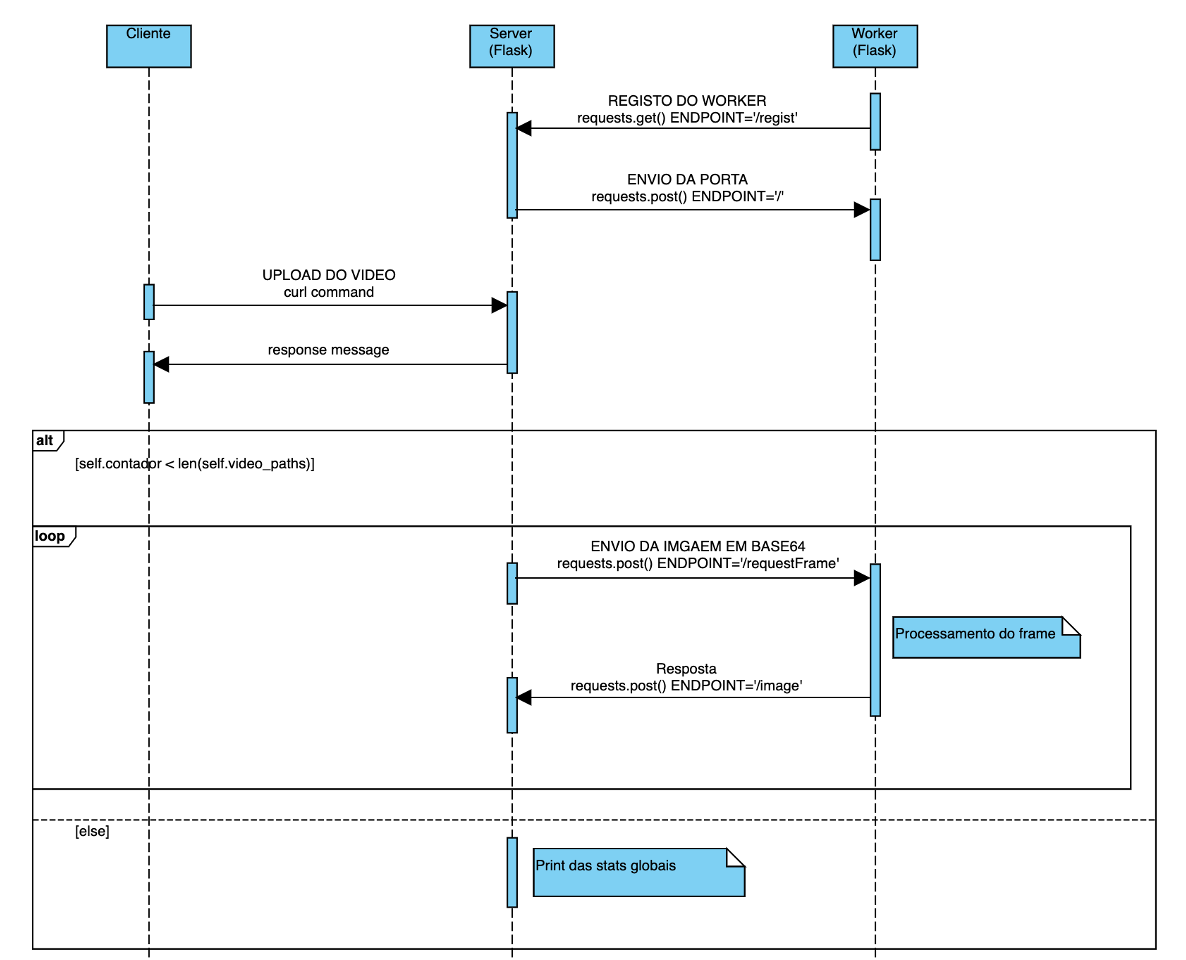 Cliente
Server
(Flask)
Worker
(Flask)
REGISTO DO WORKER
requests.get() ENDPOINT='/regist'
ENVIO DA PORTA
requests.post() ENDPOINT='/'
UPLOAD DO VIDEO
curl command
response message
alt
[self.contador < len(self.video_paths)]
loop
ENVIO DA IMGAEM EM BASE64
requests.post() ENDPOINT='/requestFrame'
Processamento do frame
Resposta
requests.post() ENDPOINT='/image'
[else]
Print das stats globais